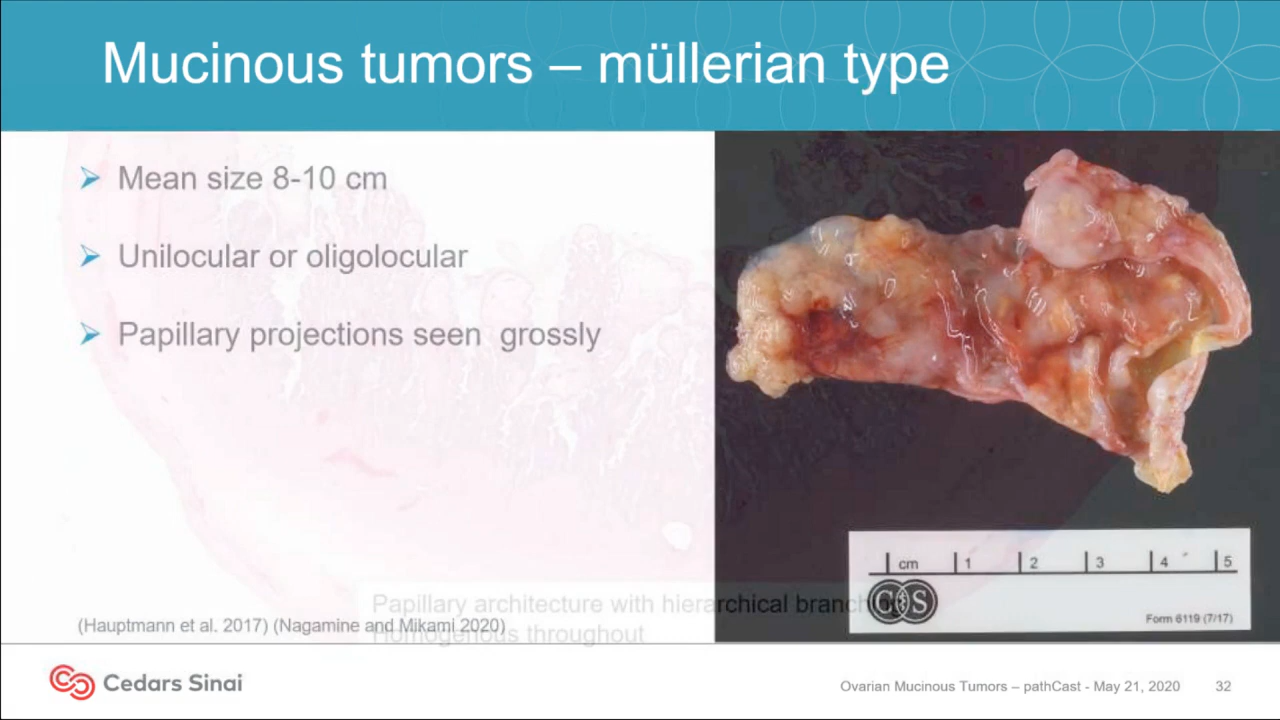 Mucinous tumors – müllerian type
Mean size 8-10 cm
Unilocular or oligolocular
Papillary projections seen grossly
cm 1 2 3 4 5
CS
Form 6119 (7/17)
Papillary architecture with hierarchical branching
Homogenous throughout
(Hauptmann et al. 2017) (Nagamine and Mikami 2020)
Cedars Sinai
Ovarian Mucinous Tumors – pathCast - May 21, 2020 32